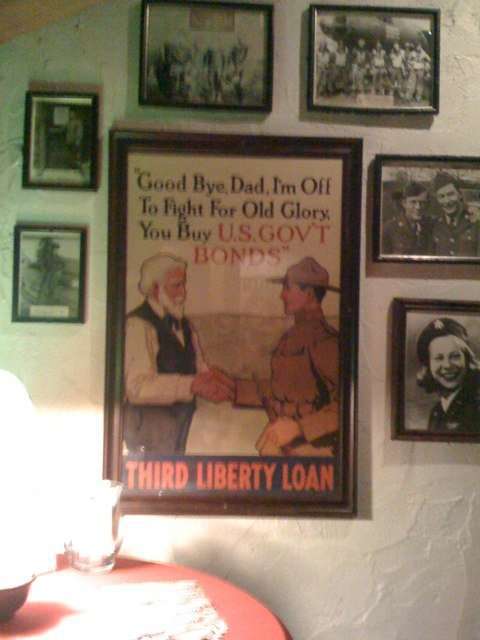 "Good Bye, Dad, I'm Off
To Fight For Old Glory,
You Buy U.S. GOV'T
BONDS"
THIRD LIBERTY LOAN